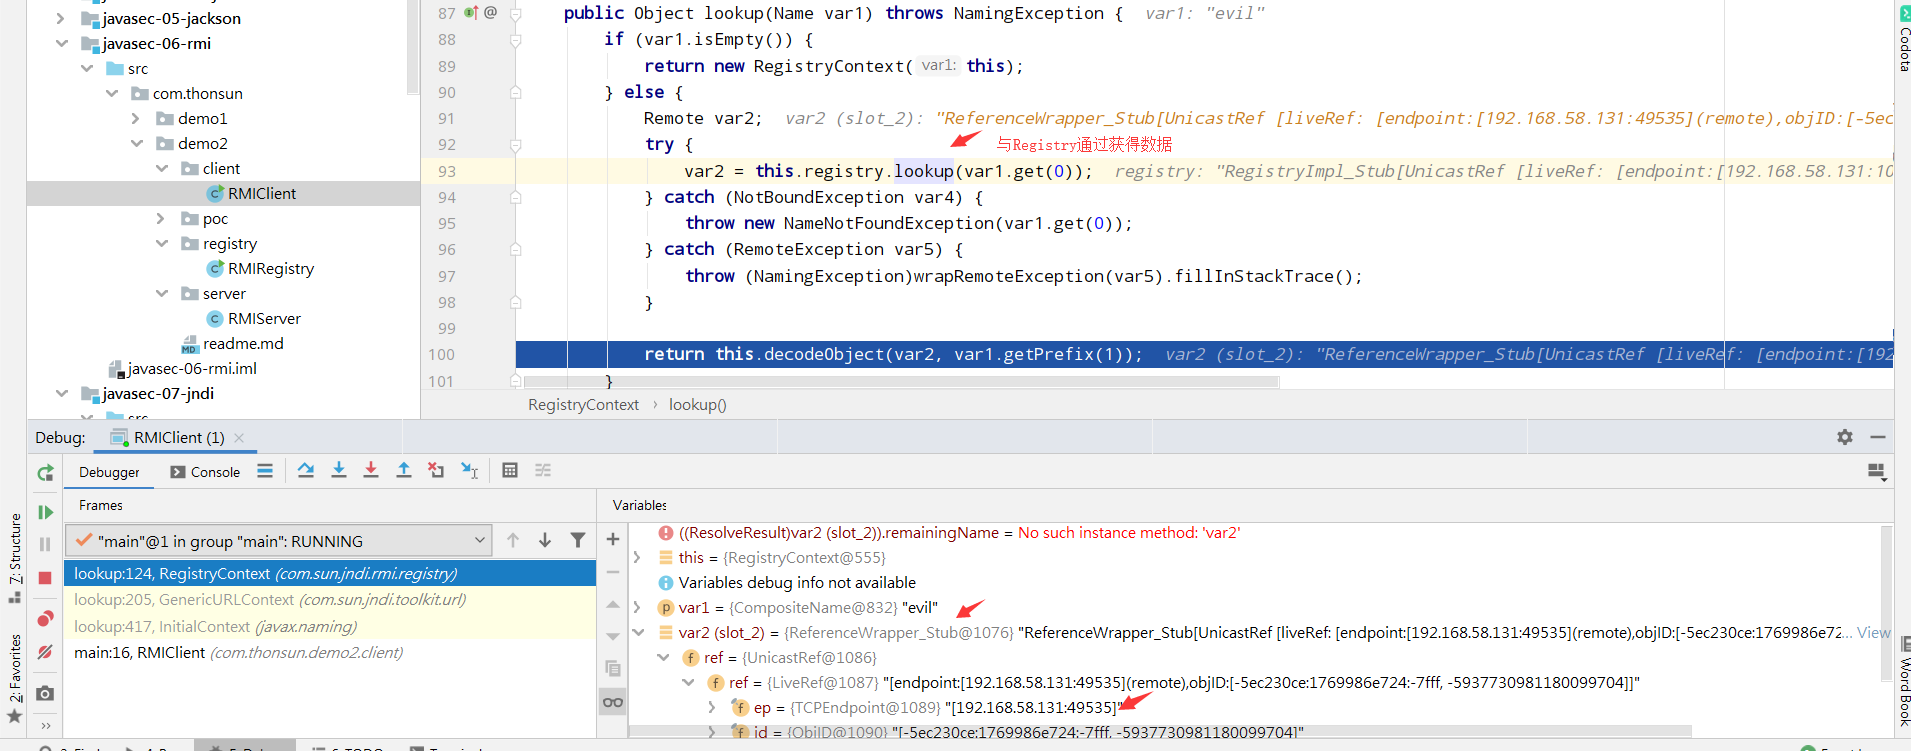 javasec-05-jackson
javasec-06-rmi
src
com.thonsun
demo1
demo2
client
RMIClient
poc
registry
RMIRegistry
server
RMIServer
readme.md
javasec-06-rmi.iml
javasec-07-jndi
src
87 public Object lookup(Name var1) throws NamingException { var1: "evil"
88 if (var1.isEmpty()) {
89 return new RegistryContext( var1: this);
90 } else {
91 Remote var2; var2 (slot_2): "ReferenceWrapper_Stub[UnicastRef [liveRef: [endpoint:[192.168.58.131:49535](remote),objID:[-5ec
92 try {
与Registry通过获得数据
93 var2 = this.registry.lookup(var1.get(0)); registry: "RegistryImpl_Stub[UnicastRef [liveRef: [endpoint:[192.168.58.131:10
94 } catch (NotBoundException var4) {
95 throw new NameNotFoundException(var1.get(0));
96 } catch (RemoteException var5) {
97 throw (NamingException)wrapRemoteException(var5).fillInStackTrace();
98 }
99
100 return this.decodeObject(var2, var1.getPrefix(1)); var2 (slot_2): "ReferenceWrapper_Stub[UnicastRef [liveRef: [endpoint:[192
101 }
RegistryContext › lookup()
Codota
Debug: RMIClient (1)
Debugger Console
Frames
"main"@1 in group "main": RUNNING
lookup:124, RegistryContext (com.sun.jndi.rmi.registry)
lookup:205, GenericURLContext (com.sun.jndi.toolkit.url)
lookup:417, InitialContext (javax.naming)
main:16, RMIClient (com.thonsun.demo2.client)
Variables
((ResolveResult)var2 (slot_2)).remainingName = No such instance method: 'var2'
this = {RegistryContext@555}
Variables debug info not available
var1 = {CompositeName@832} "evil"
var2 (slot_2) = {ReferenceWrapper_Stub@1076} "ReferenceWrapper_Stub[UnicastRef [liveRef: [endpoint:[192.168.58.131:49535](remote),objID:[-5ec230ce:1769986e72... View
ref = {UnicastRef@1086}
ref = {LiveRef@1087} "[endpoint:[192.168.58.131:49535](remote),objID:[-5ec230ce:1769986e724:-7fff, -5937730981180099704]]"
ep = {TCPEndpoint@1089} "[192.168.58.131:49535]"
id = {ObjID@1090} "[-5ec230ce:1769986e724:-7fff, -5937730981180099704]"
7: Structure
2: Favorites
Word Book